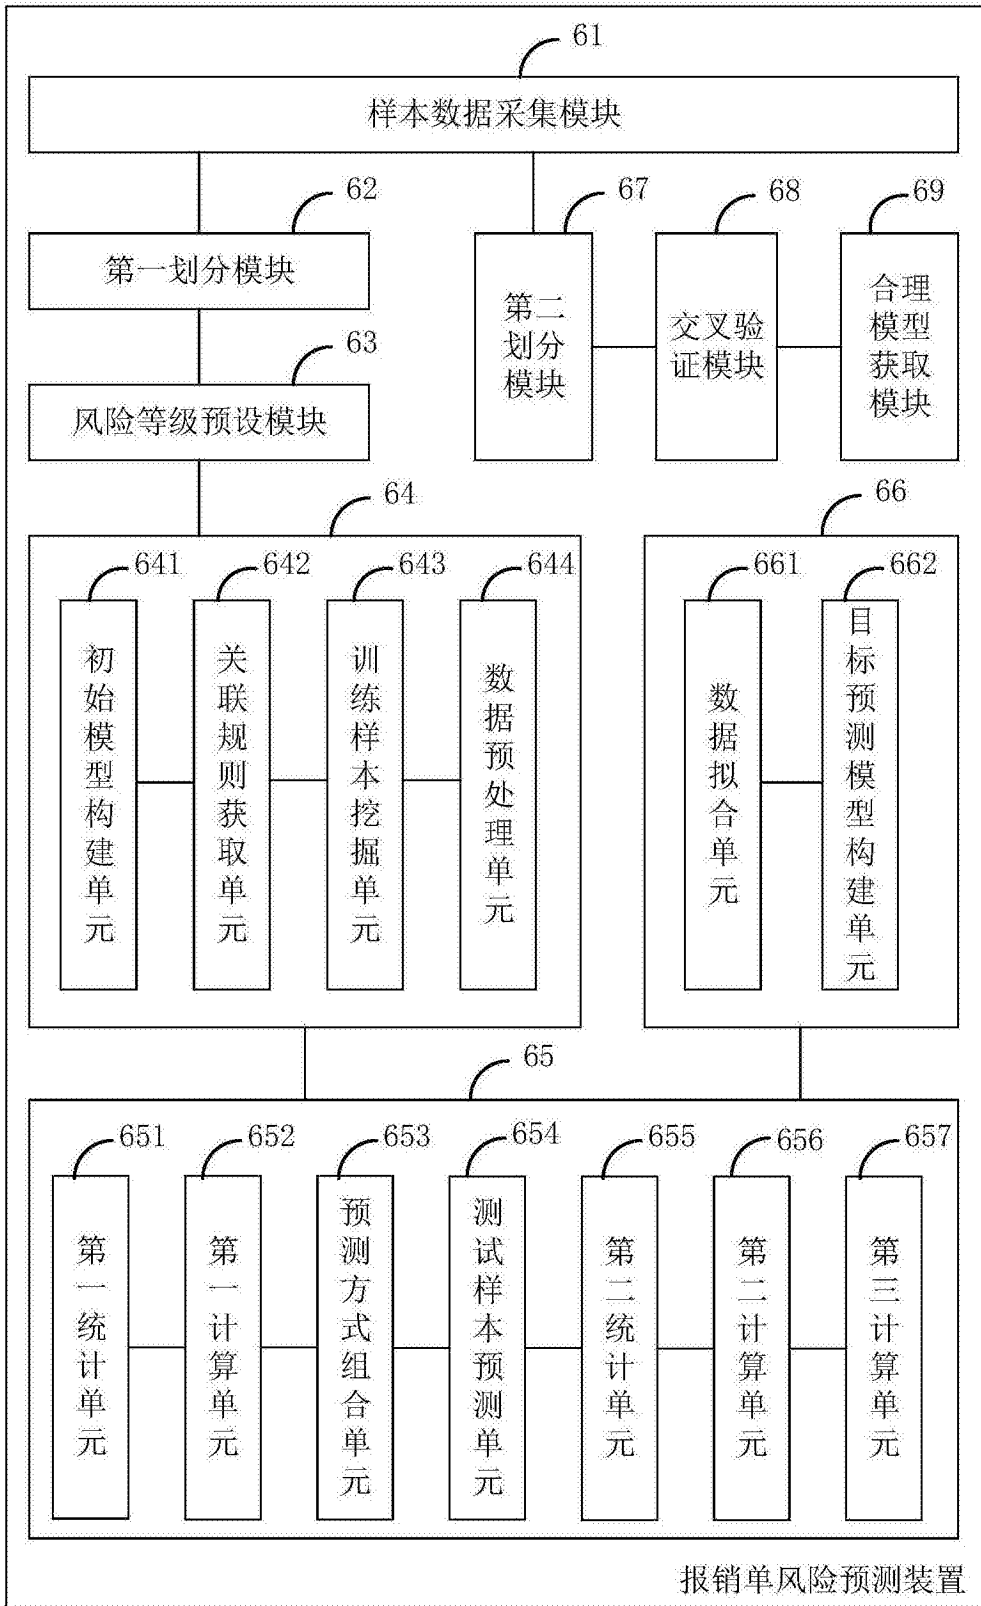 61
样本数据采集模块
62
第一划分模块
63
风险等级预设模块
67
第二
划分
模块
68
交叉验
证模块
69
合理
模型
获取
模块
64
641
初始模型构建单元
642
关联规则获取单元
643
训练样本挖掘单元
644
数据预处理单元
66
661
数据拟合单元
662
目标预测模型构建单元
65
651
第一统计单元
652
第一计算单元
653
预测方式组合单元
654
测试样本预测单元
655
第二统计单元
656
第二计算单元
657
第三计算单元
报销单风险预测装置